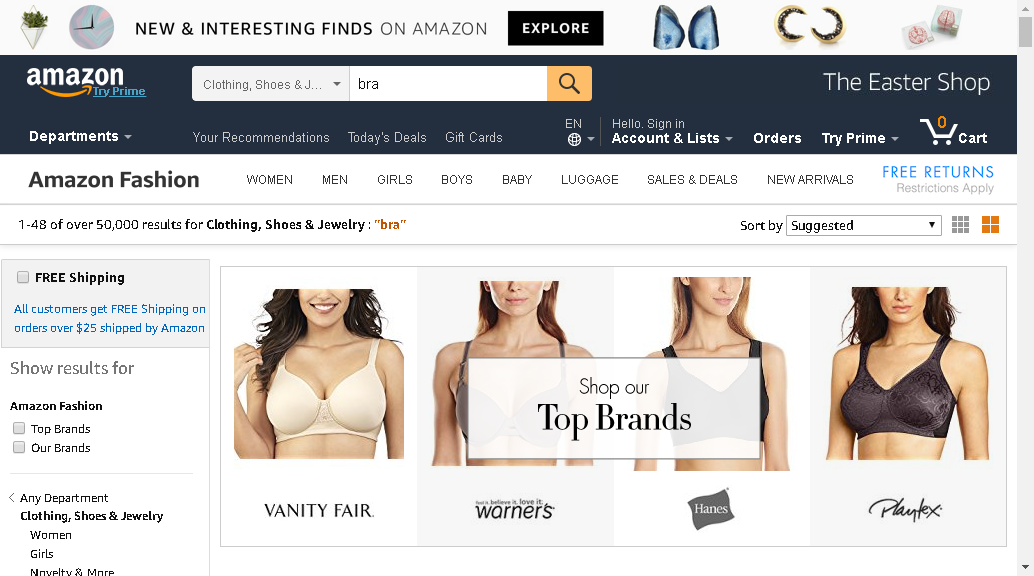 NEW & INTERESTING FINDS ON AMAZON EXPLORE
amazon
Try Prime
Clothing, Shoes & J... bra
The Easter Shop
Departments
Your Recommendations Today's Deals Gift Cards
EN
Hello. Sign in
Account & Lists
Orders
Try Prime
0
Cart
Amazon Fashion
WOMEN MEN GIRLS BOYS BABY LUGGAGE SALES & DEALS NEW ARRIVALS
FREE RETURNS
Restrictions Apply
1-48 of over 50,000 results for Clothing, Shoes & Jewelry : "bra"
Sort by Suggested
FREE Shipping
All customers get FREE Shipping on
orders over $25 shipped by Amazon
Show results for
Amazon Fashion
Top Brands
Our Brands
Any Department
Clothing, Shoes & Jewelry
Women
Girls
Novelty & More
Shop our
Top Brands
VANITY FAIR.
feel it. believe it. love it:
warner's
Hanes
Playtex